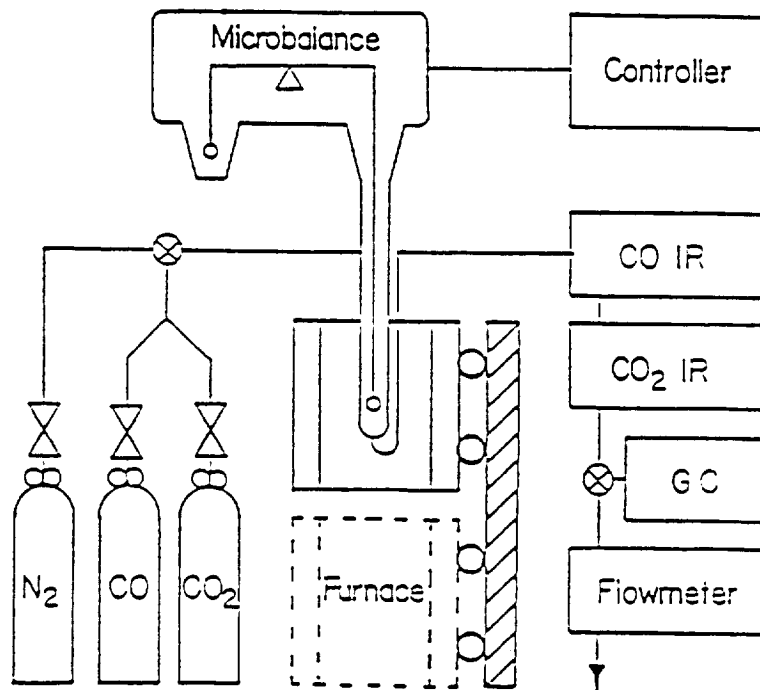 Microbalance
Controller
CO IR
CO₂ IR
GC
N₂
CO
CO₂
Furnace
Flowmeter